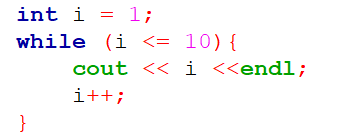 int i = 1;
while (i <= 10){
cout << i <<endl;
i++;
}